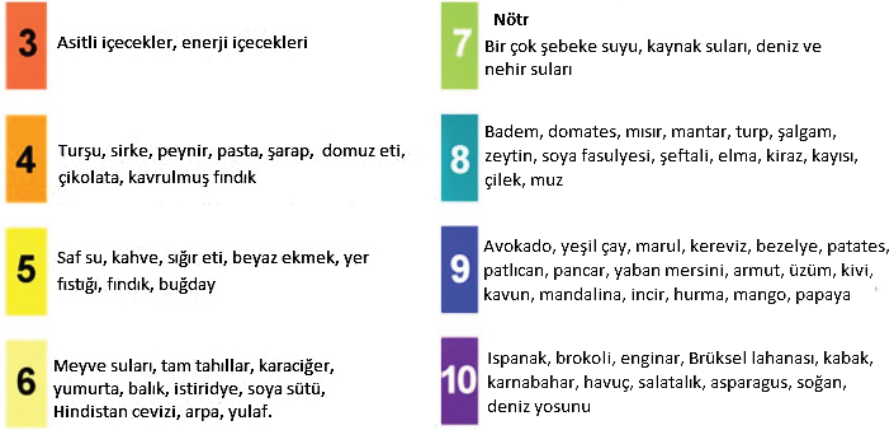 3
Asitli içecekler, enerji içecekleri
4
Turşu, sirke, peynir, pasta, şarap, domuz eti,
çikolata, kavrulmuş fındık
5
Saf su, kahve, sığır eti, beyaz ekmek, yer
fıstığı, fındık, buğday
6
Meyve suları, tam tahıllar, karaciğer,
yumurta, balık, istiridye, soya sütü,
Hindistan cevizi, arpa, yulaf.
7
Nötr
Bir çok şebeke suyu, kaynak suları, deniz ve
nehir suları
8
Badem, domates, mısır, mantar, turp, şalgam,
zeytin, soya fasulyesi, şeftali, elma, kiraz, kayısı,
çilek, muz
9
Avokado, yeşil çay, marul, kereviz, bezelye, patates,
patlıcan, pancar, yaban mersini, armut, üzüm, kivi,
kavun, mandalina, incir, hurma, mango, papaya
10
Ispanak, brokoli, enginar, Brüksel lahanası, kabak,
karnabahar, havuç, salatalık, asparagus, soğan,
deniz yosunu